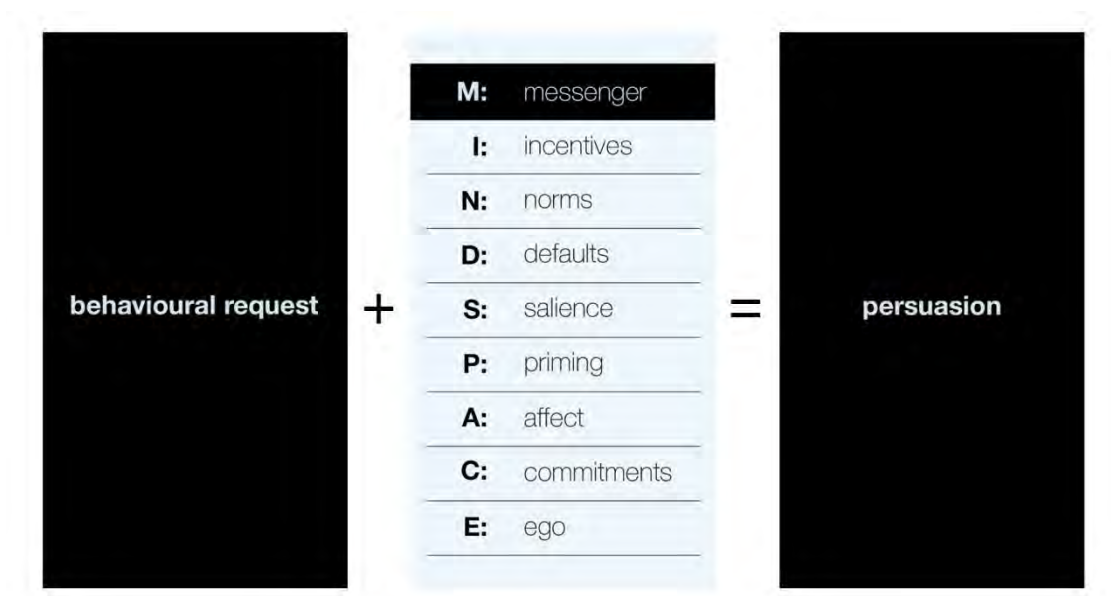 behavioural request
+
M: messenger
I: incentives
N: norms
D: defaults
S: salience
P: priming
A: affect
C: commitments
E: ego
=
persuasion